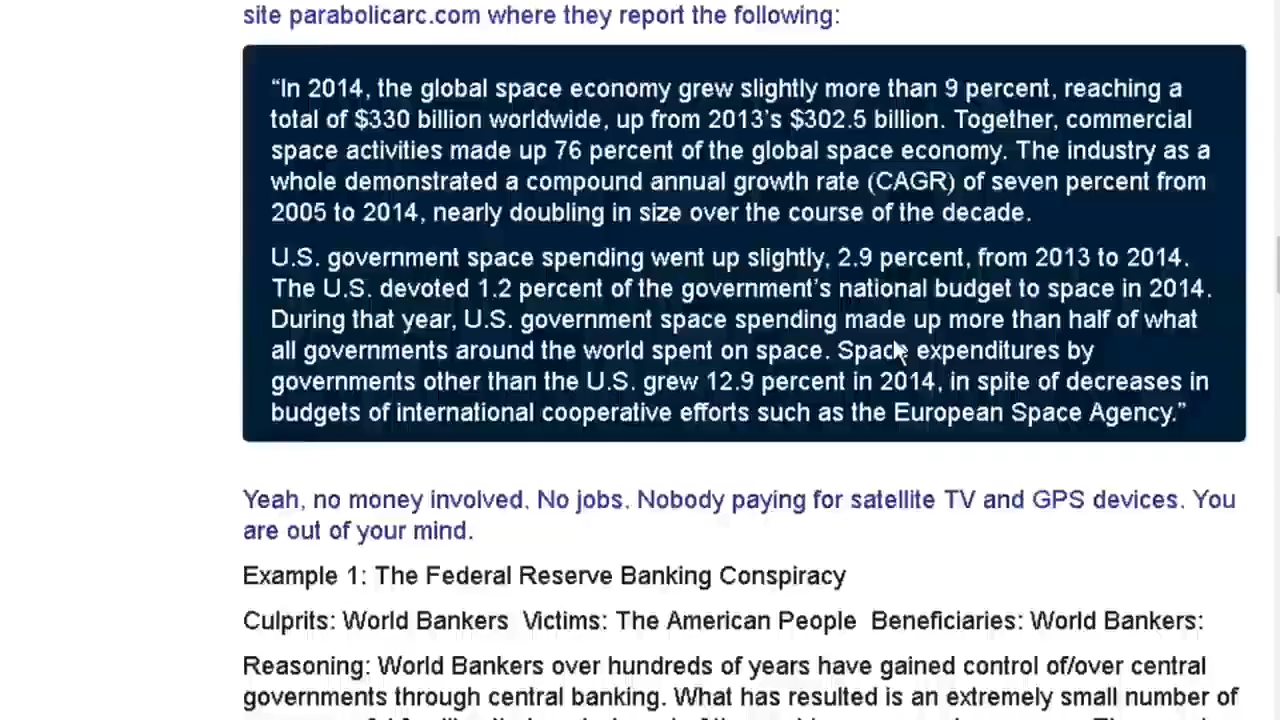 site parabolicarc.com where they report the following:
“In 2014, the global space economy grew slightly more than 9 percent, reaching a
total of $330 billion worldwide, up from 2013’s $302.5 billion. Together, commercial
space activities made up 76 percent of the global space economy. The industry as a
whole demonstrated a compound annual growth rate (CAGR) of seven percent from
2005 to 2014, nearly doubling in size over the course of the decade.
U.S. government space spending went up slightly, 2.9 percent, from 2013 to 2014.
The U.S. devoted 1.2 percent of the government’s national budget to space in 2014.
During that year, U.S. government space spending made up more than half of what
all governments around the world spent on space. Space expenditures by
governments other than the U.S. grew 12.9 percent in 2014, in spite of decreases in
budgets of international cooperative efforts such as the European Space Agency.”
Yeah, no money involved. No jobs. Nobody paying for satellite TV and GPS devices. You
are out of your mind.
Example 1: The Federal Reserve Banking Conspiracy
Culprits: World Bankers  Victims: The American People  Beneficiaries: World Bankers:
Reasoning: World Bankers over hundreds of years have gained control of/over central
governments through central banking. What has resulted is an extremely small number of